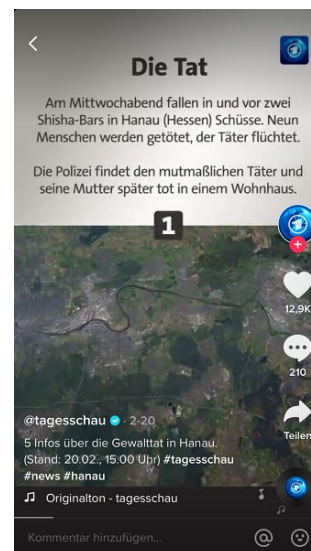 Die Tat
Am Mittwochabend fallen in und vor zwei
Shisha-Bars in Hanau (Hessen) Schüsse. Neun
Menschen werden getötet, der Täter flüchtet.
Die Polizei findet den mutmaßlichen Täter und
seine Mutter später tot in einem Wohnhaus.
1
12,9K
210
Teilen
@tagesschau · 2-20
5 Infos über die Gewalttat in Hanau.
(Stand: 20.02., 15.00 Uhr) #tagesschau
#news #hanau
Originalton - tagesschau
Kommentar hinzufügen...